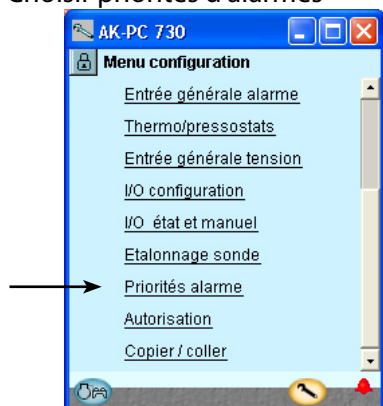 Choisir priorités d'alarmes
AK-PC 730
Menu configuration
Entrée générale alarme
Thermo/pressostats
Entrée générale tension
I/O configuration
I/O état et manuel
Etalonnage sonde
Priorités alarme
Autorisation
Copier / coller